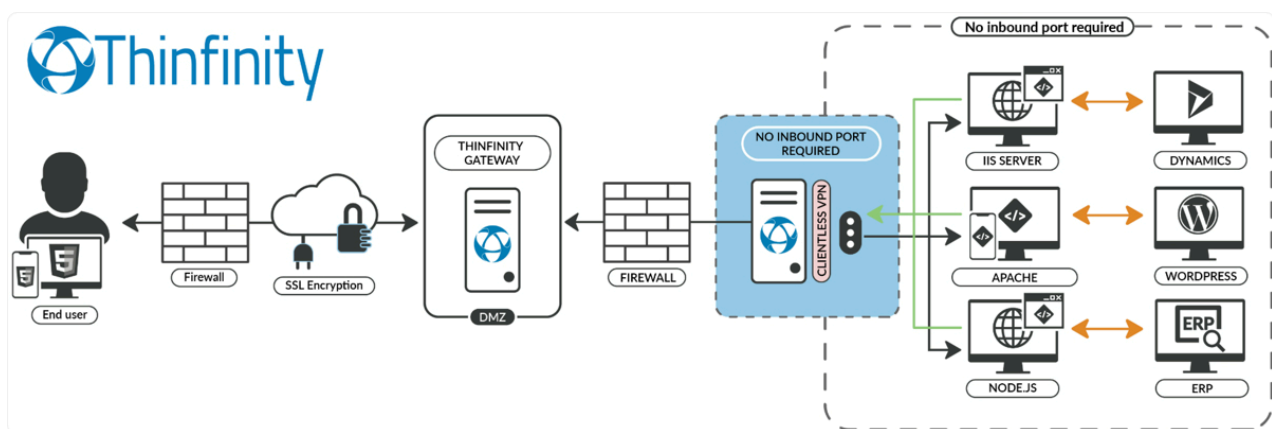 Thinfinity
No inbound port required
THINFINITY
GATEWAY
NO INBOUND PORT
REQUIRED
CLIENTLESS VPN
IIS SERVER
DYNAMICS
Firewall
SSL Encryption
FIREWALL
APACHE
WORDPRESS
End user
DMZ
ERP
NODE.JS
ERP